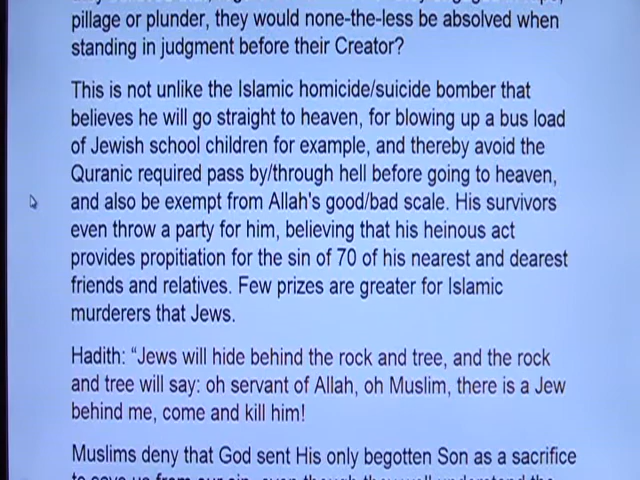 pillage or plunder, they would none-the-less be absolved when
standing in judgment before their Creator?
This is not unlike the Islamic homicide/suicide bomber that
believes he will go straight to heaven, for blowing up a bus load
of Jewish school children for example, and thereby avoid the
Quranic required pass by/through hell before going to heaven,
and also be exempt from Allah's good/bad scale. His survivors
even throw a party for him, believing that his heinous act
provides propitiation for the sin of 70 of his nearest and dearest
friends and relatives. Few prizes are greater for Islamic
murderers that Jews.
Hadith: “Jews will hide behind the rock and tree, and the rock
and tree will say: oh servant of Allah, oh Muslim, there is a Jew
behind me, come and kill him!
Muslims deny that God sent His only begotten Son as a sacrifice